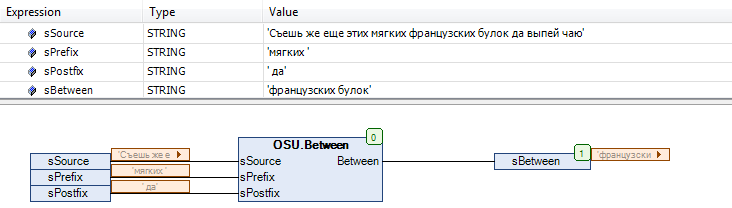 Expression Type Value
sSource STRING 'Съешь же еще этих мягких французских булок да выпей чаю'
sPrefix STRING 'мягких '
sPostfix STRING ' да'
sBetween STRING 'французских булок'
0
OSU.Between
sSource 'Съешь же е sSource Between 1 sBetween 'французски
sPrefix 'мягких ' sPrefix
sPostfix ' да' sPostfix